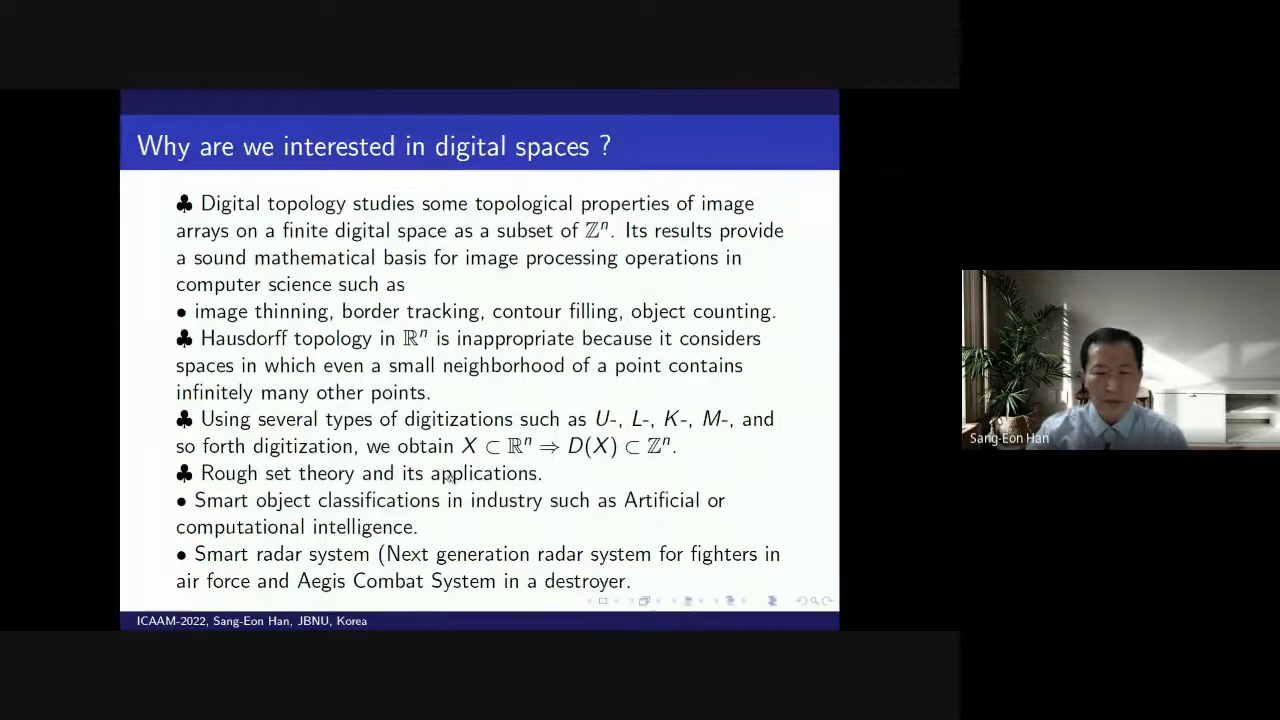 Why are we interested in digital spaces ?
♣ Digital topology studies some topological properties of image
arrays on a finite digital space as a subset of ℤⁿ. Its results provide
a sound mathematical basis for image processing operations in
computer science such as
• image thinning, border tracking, contour filling, object counting.
♣ Hausdorff topology in ℝⁿ is inappropriate because it considers
spaces in which even a small neighborhood of a point contains
infinitely many other points.
♣ Using several types of digitizations such as U-, L-, K-, M-, and
so forth digitization, we obtain X ⊂ ℝⁿ ⇒ D(X) ⊂ ℤⁿ.
♣ Rough set theory and its applications.
• Smart object classifications in industry such as Artificial or
computational intelligence.
• Smart radar system (Next generation radar system for fighters in
air force and Aegis Combat System in a destroyer.
ICAAM-2022, Sang-Eon Han, JBNU, Korea
Sang-Eon Han